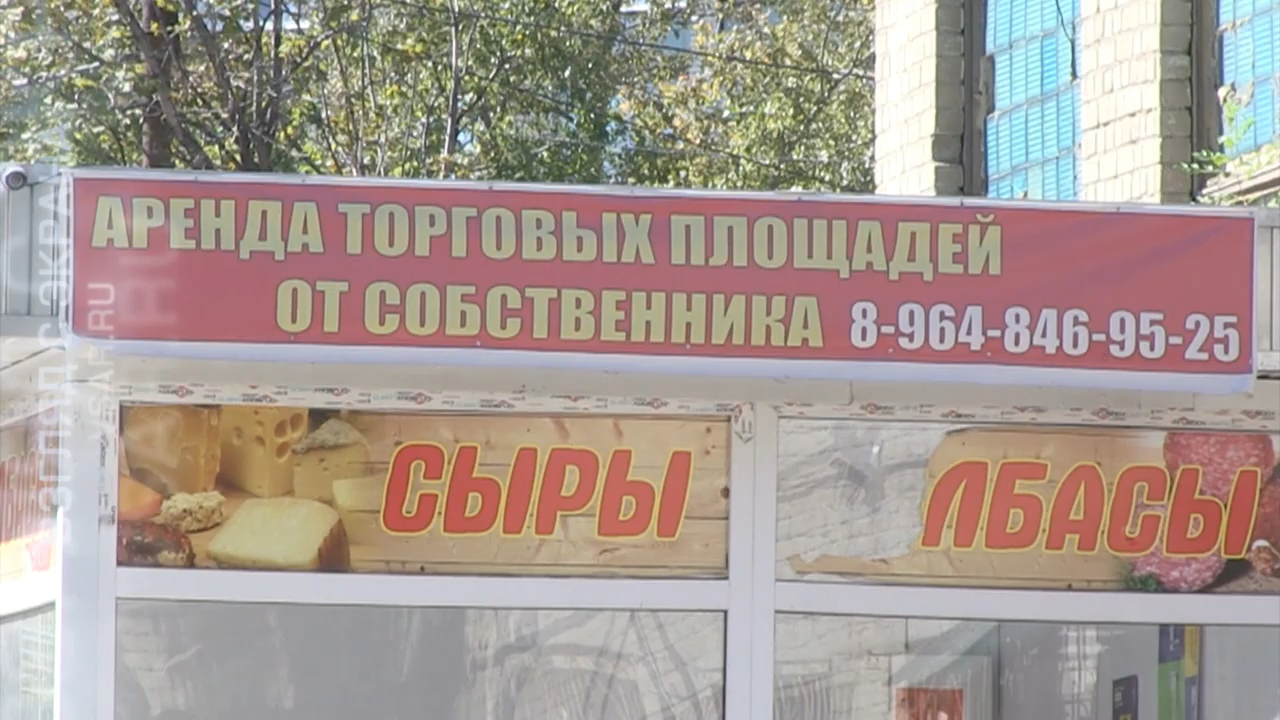 АРЕНДА ТОРГОВЫХ ПЛОЩАДЕЙ
ОТ СОБСТВЕННИКА 8-964-846-95-25
СЫРЫ
ЛБАСЫ